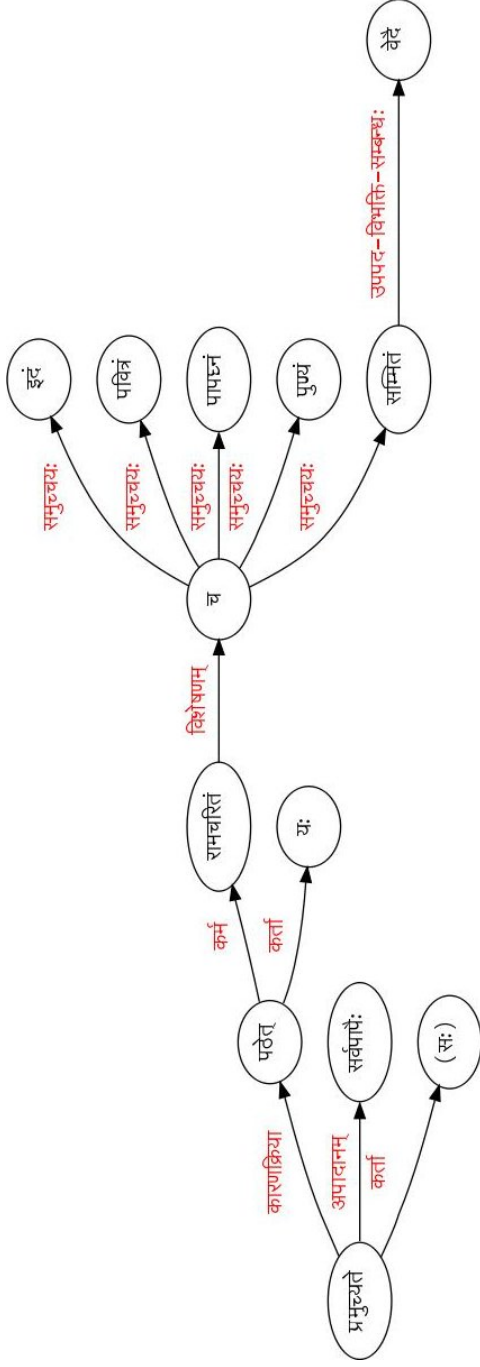 प्रमुच्यते
कारणक्रिया
अपादानम्
कर्ता
पठेत्
सर्वपापैः
(सः)
कर्म
कर्ता
रामचरितं
यः
विशेषणम्
च
समुच्चयः
समुच्चयः
समुच्चयः
समुच्चयः
समुच्चयः
इदं
पवित्रं
पापघ्नं
पुण्यं
सम्मितं
उपपद-विभक्ति-सम्बन्धः
वेदै